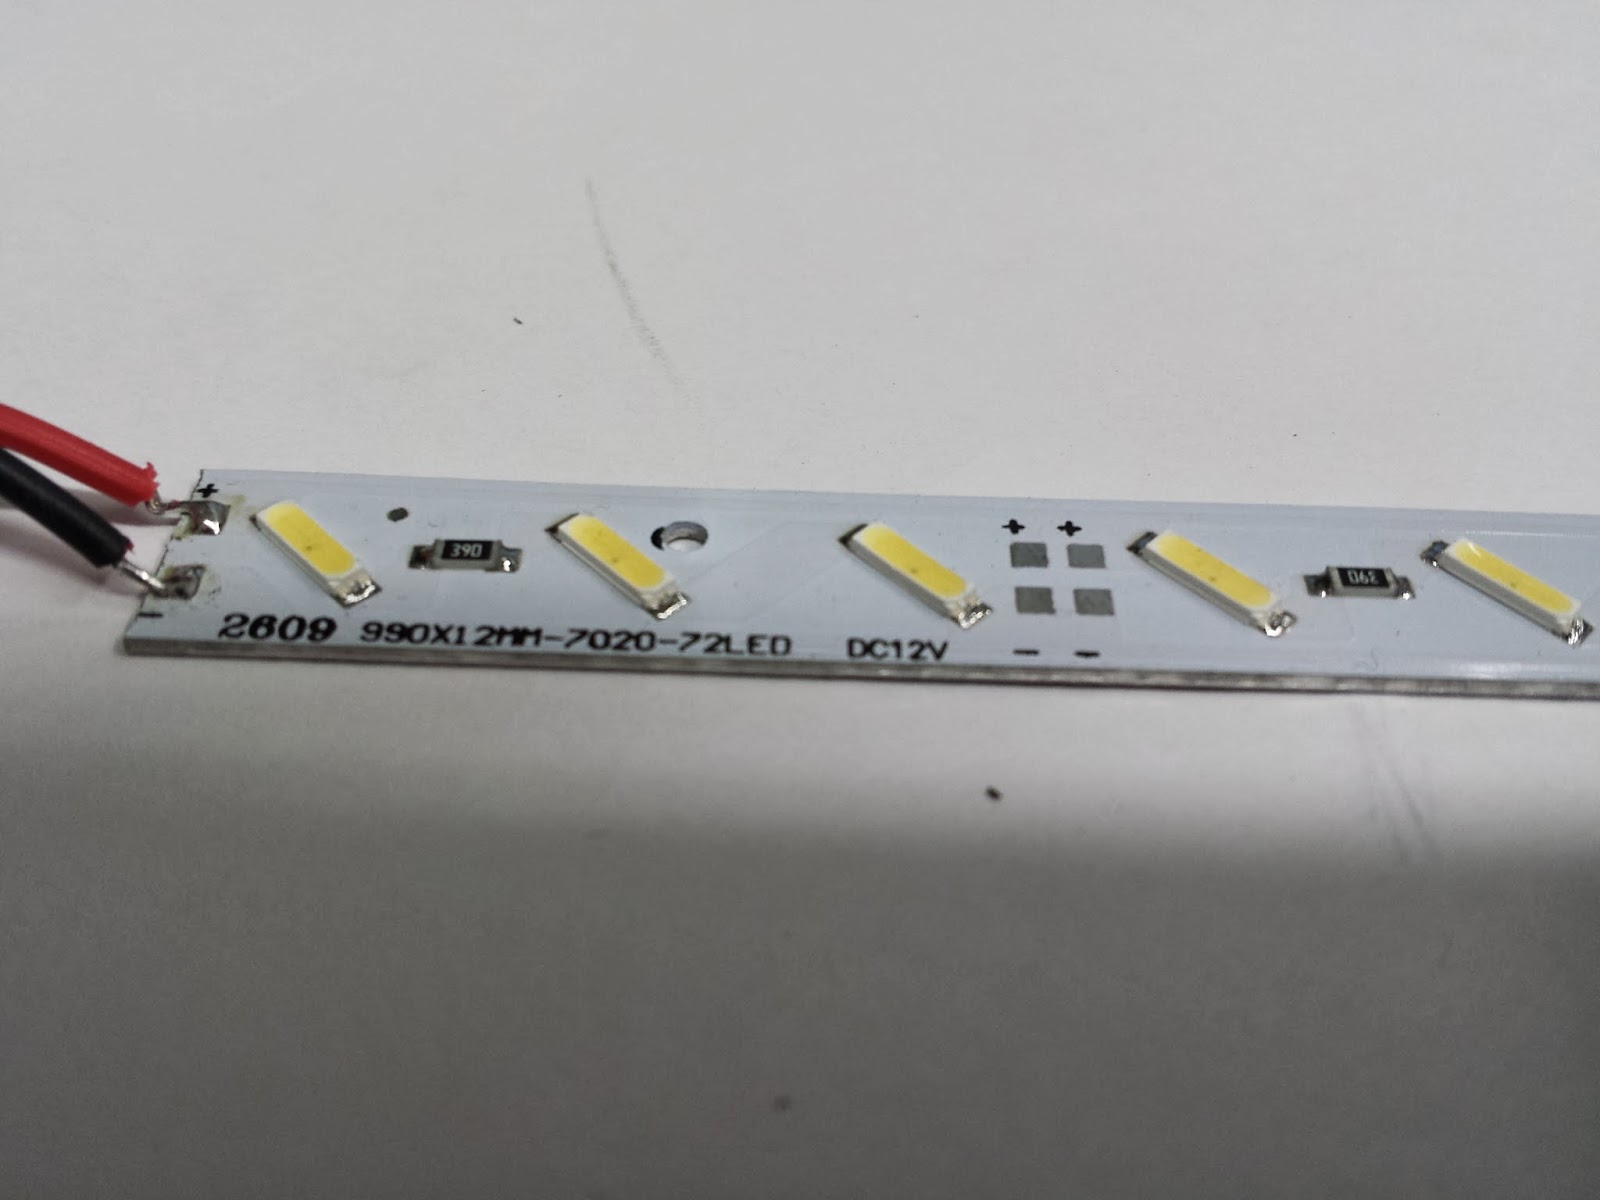 +
390
+ +
390
2609 990X12MM-7020-72LED DC12V
- - -